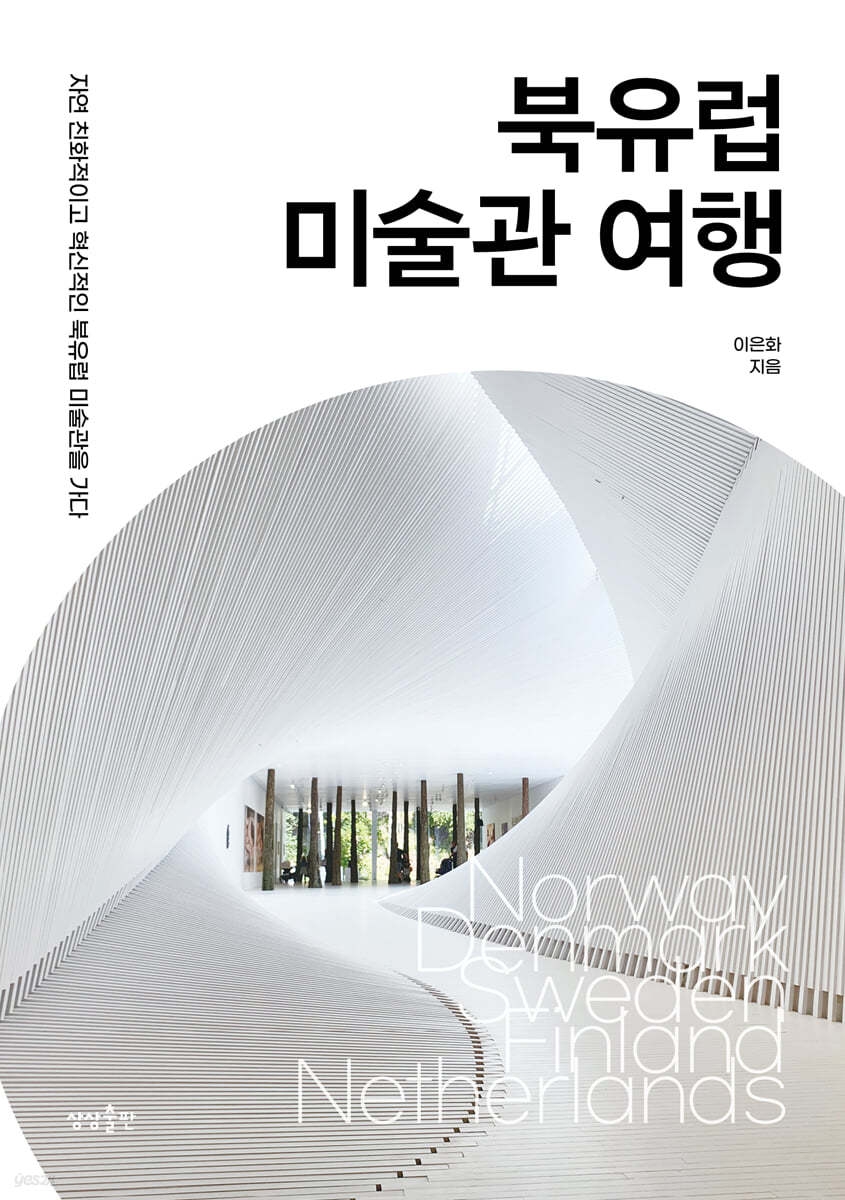 북유럽
미술관 여행
자연 친화적이고 혁신적인 북유럽 미술관을 가다
이은화
지음
Norway
Denmark
Sweden
Finland
Netherlands
상상출판